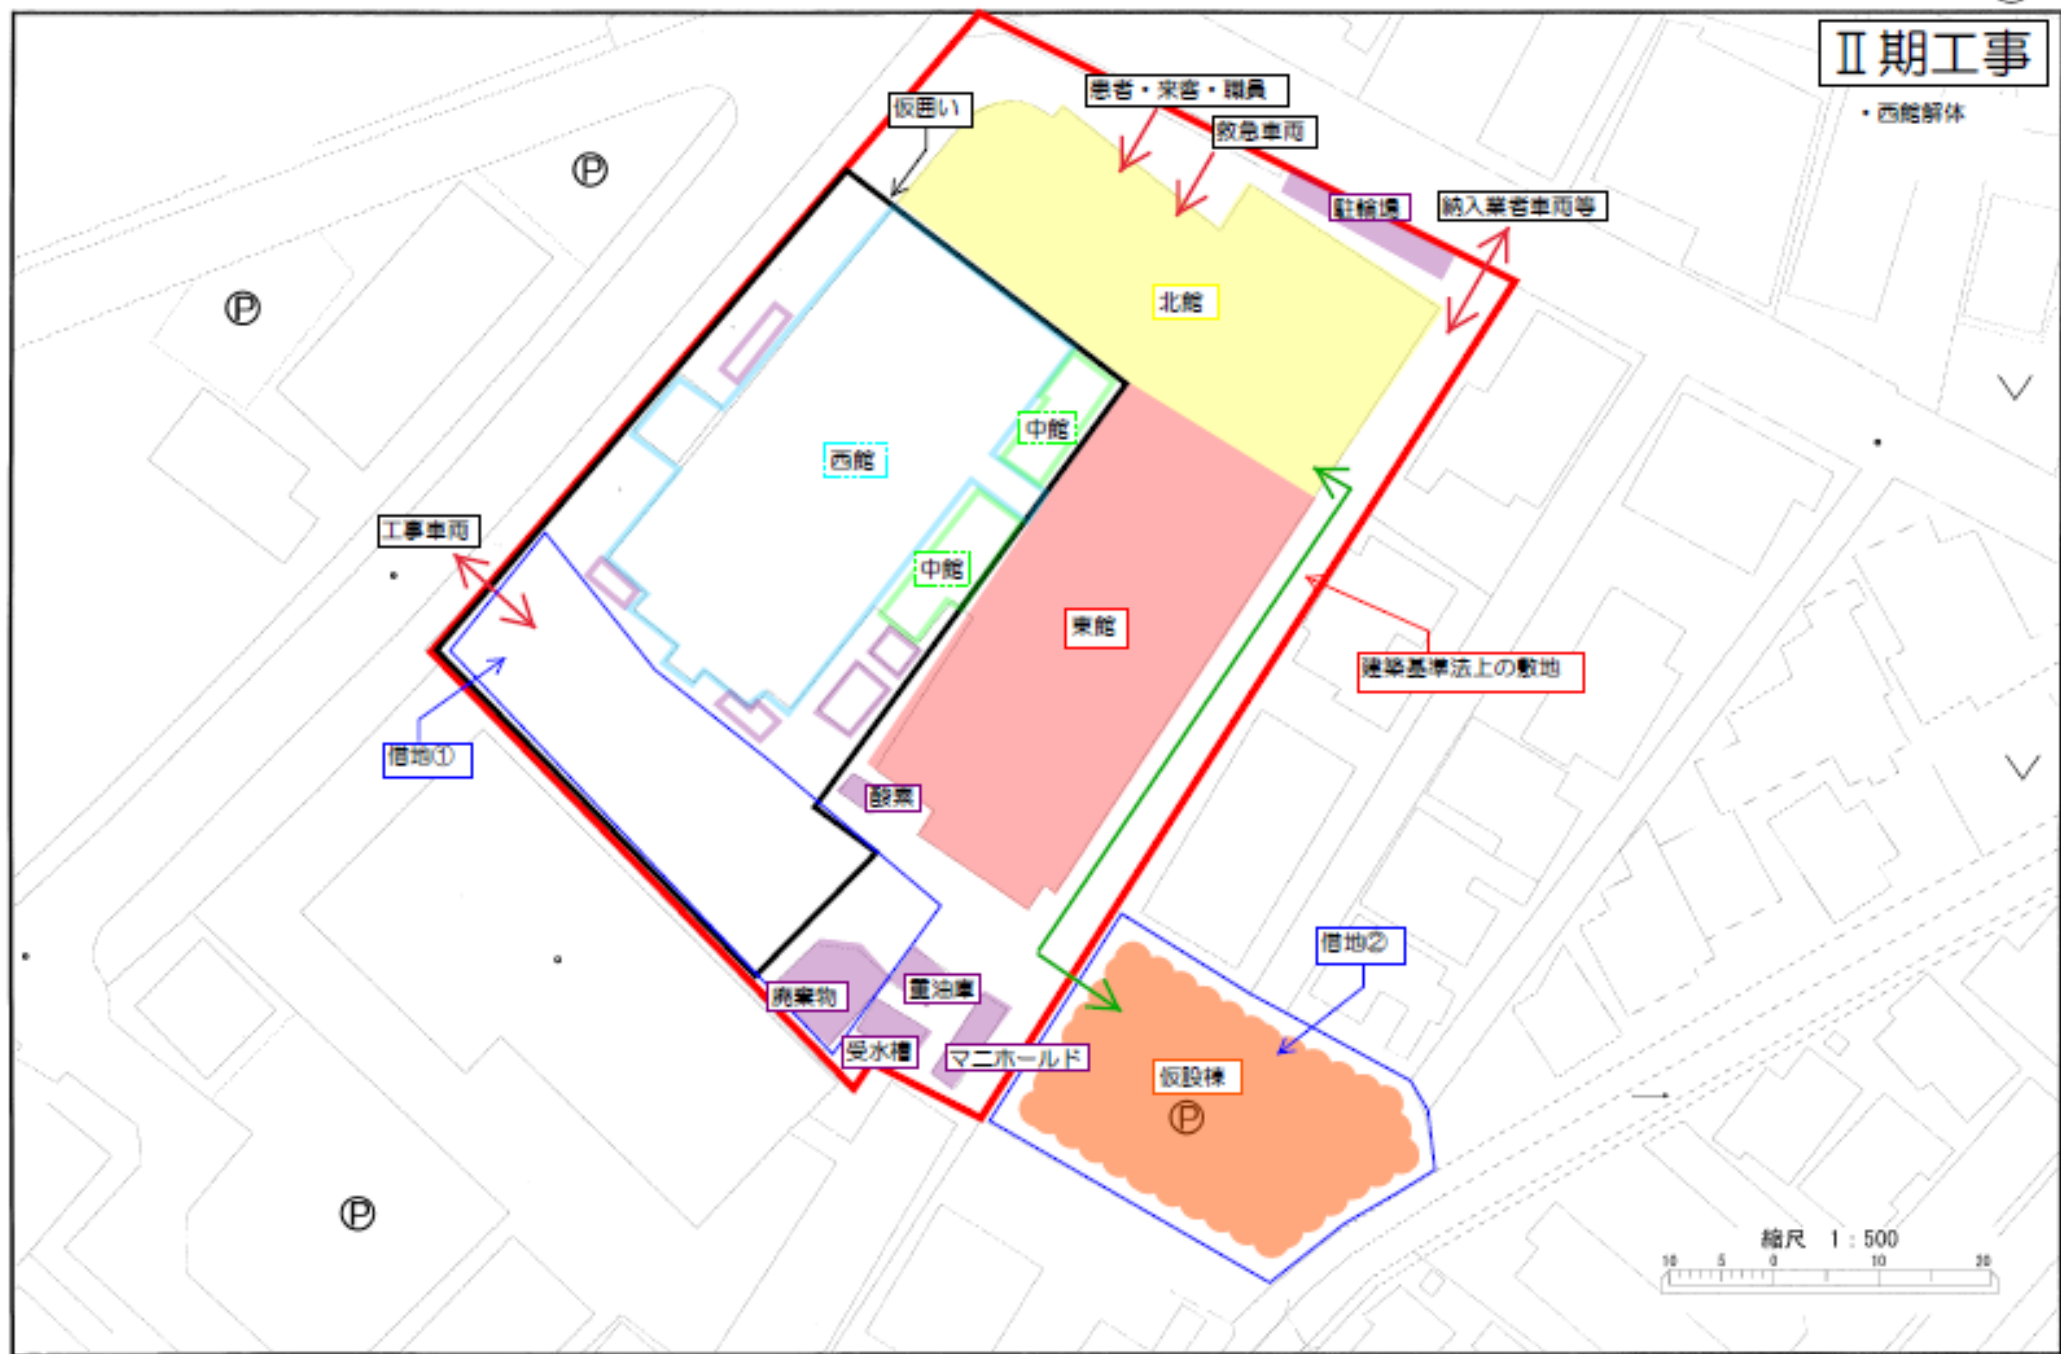 Ⅱ期工事
・西館解体
患者・来客・職員
仮囲い
救急車両
駐輪場
納入業者車両等
北館
中館
西館
工事車両
中館
東館
建築基準法上の敷地
借地①
酸素
借地②
廃棄物
重油庫
受水槽
マニホールド
仮設棟
Ⓟ
Ⓟ
Ⓟ
Ⓟ
縮尺 1:500
10 5 0 10 20